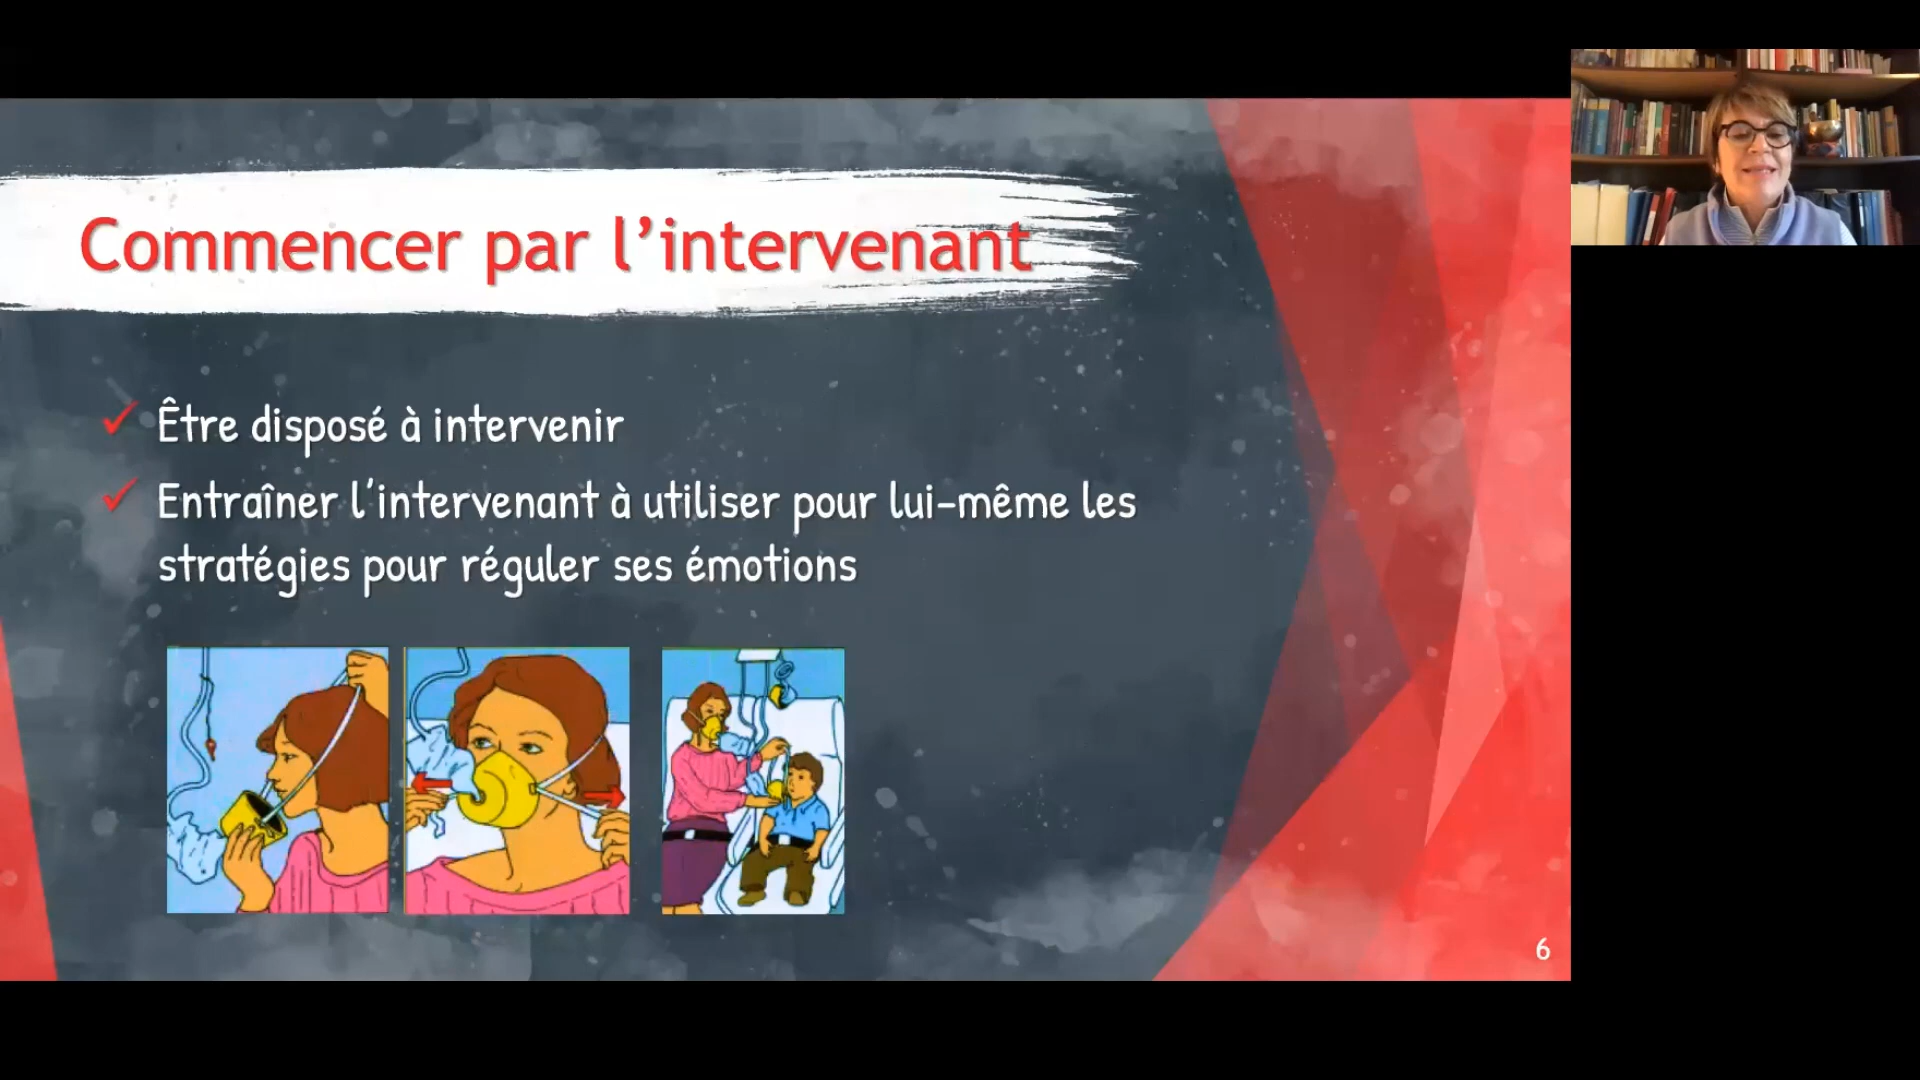 Commencer par l’intervenant
Être disposé à intervenir
Entraîner l’intervenant à utiliser pour lui-même les
stratégies pour réguler ses émotions
6